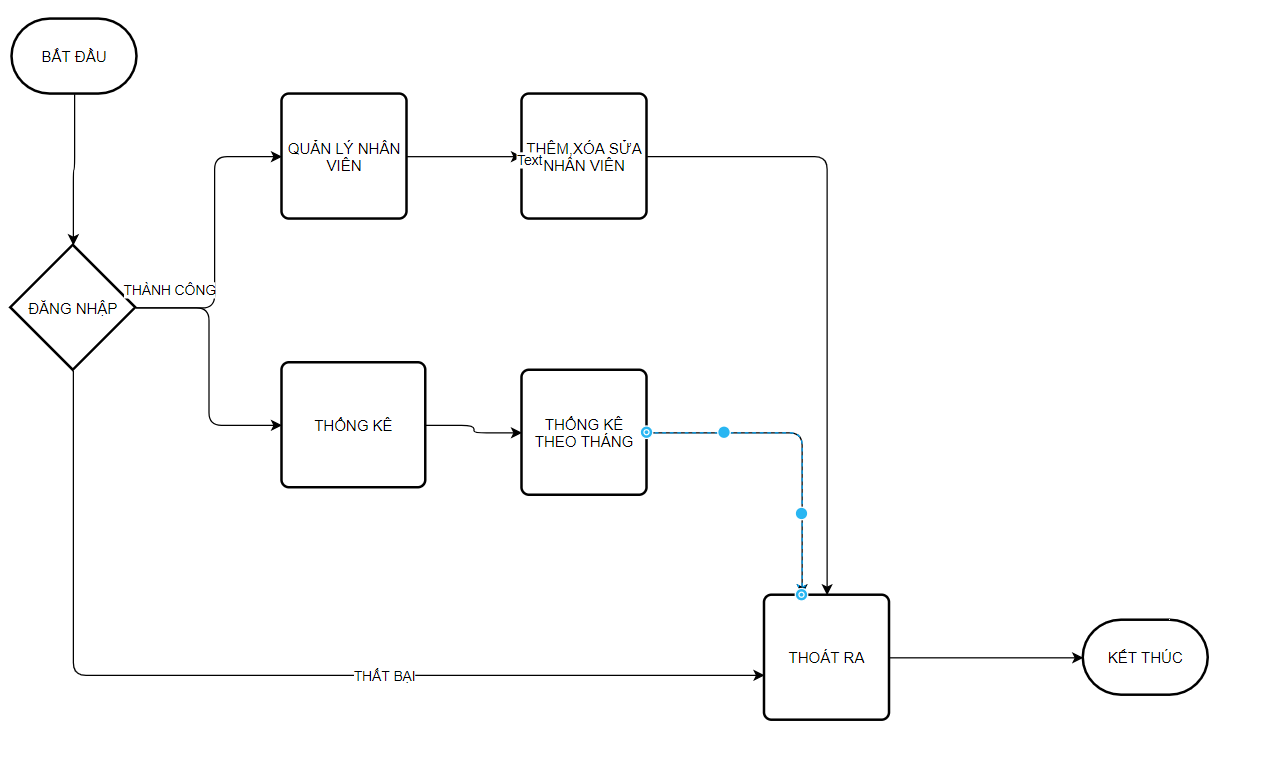 BẮT ĐẦU
QUẢN LÝ NHÂN
VIÊN
Text
THÊM,XÓA SỬA
NHÂN VIÊN
THÀNH CÔNG
ĐĂNG NHẬP
THỐNG KÊ
THỐNG KÊ
THEO THÁNG
THOÁT RA
KẾT THÚC
THẤT BẠI